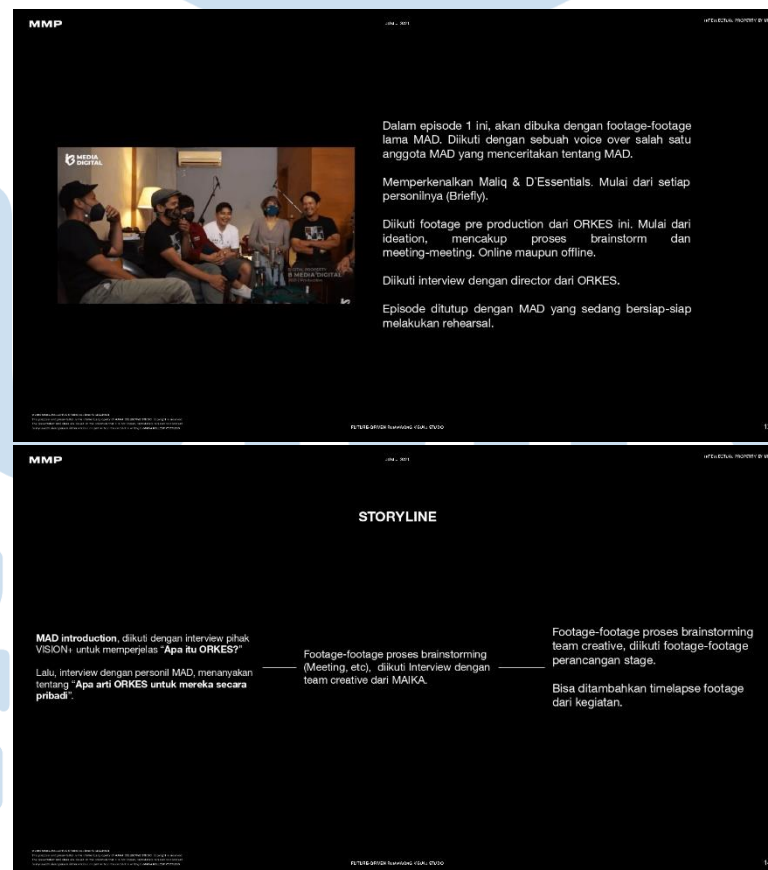 MMP
Dalam episode 1 ini, akan dibuka dengan footage-footage
lama MAD. Diikuti dengan sebuah voice over salah satu
anggota MAD yang menceritakan tentang MAD.
Memperkenalkan Maliq & D'Essentials. Mulai dari setiap
personilnya (Briefly).
Diikuti footage pre production dari ORKES ini. Mulai dari
ideation, mencakup proses brainstorm dan
meeting-meeting. Online maupun offline.
Diikuti interview dengan director dari ORKES.
Episode ditutup dengan MAD yang sedang bersiap-siap
melakukan rehearsal.
MEDIA
DIGITAL
DIGITAL PROPERTY
B MEDIA DIGITAL
MMP
STORYLINE
MAD introduction, diikuti dengan interview pihak
VISION+ untuk memperjelas "Apa itu ORKES?"
Lalu, interview dengan personil MAD, menanyakan
tentang "Apa arti ORKES untuk mereka secara
pribadi".
Footage-footage proses brainstorming
(Meeting, etc), diikuti Interview dengan
team creative dari MAIKA.
Footage-footage proses brainstorming
team creative, diikuti footage-footage
perancangan stage.
Bisa ditambahkan timelapse footage
dari kegiatan.